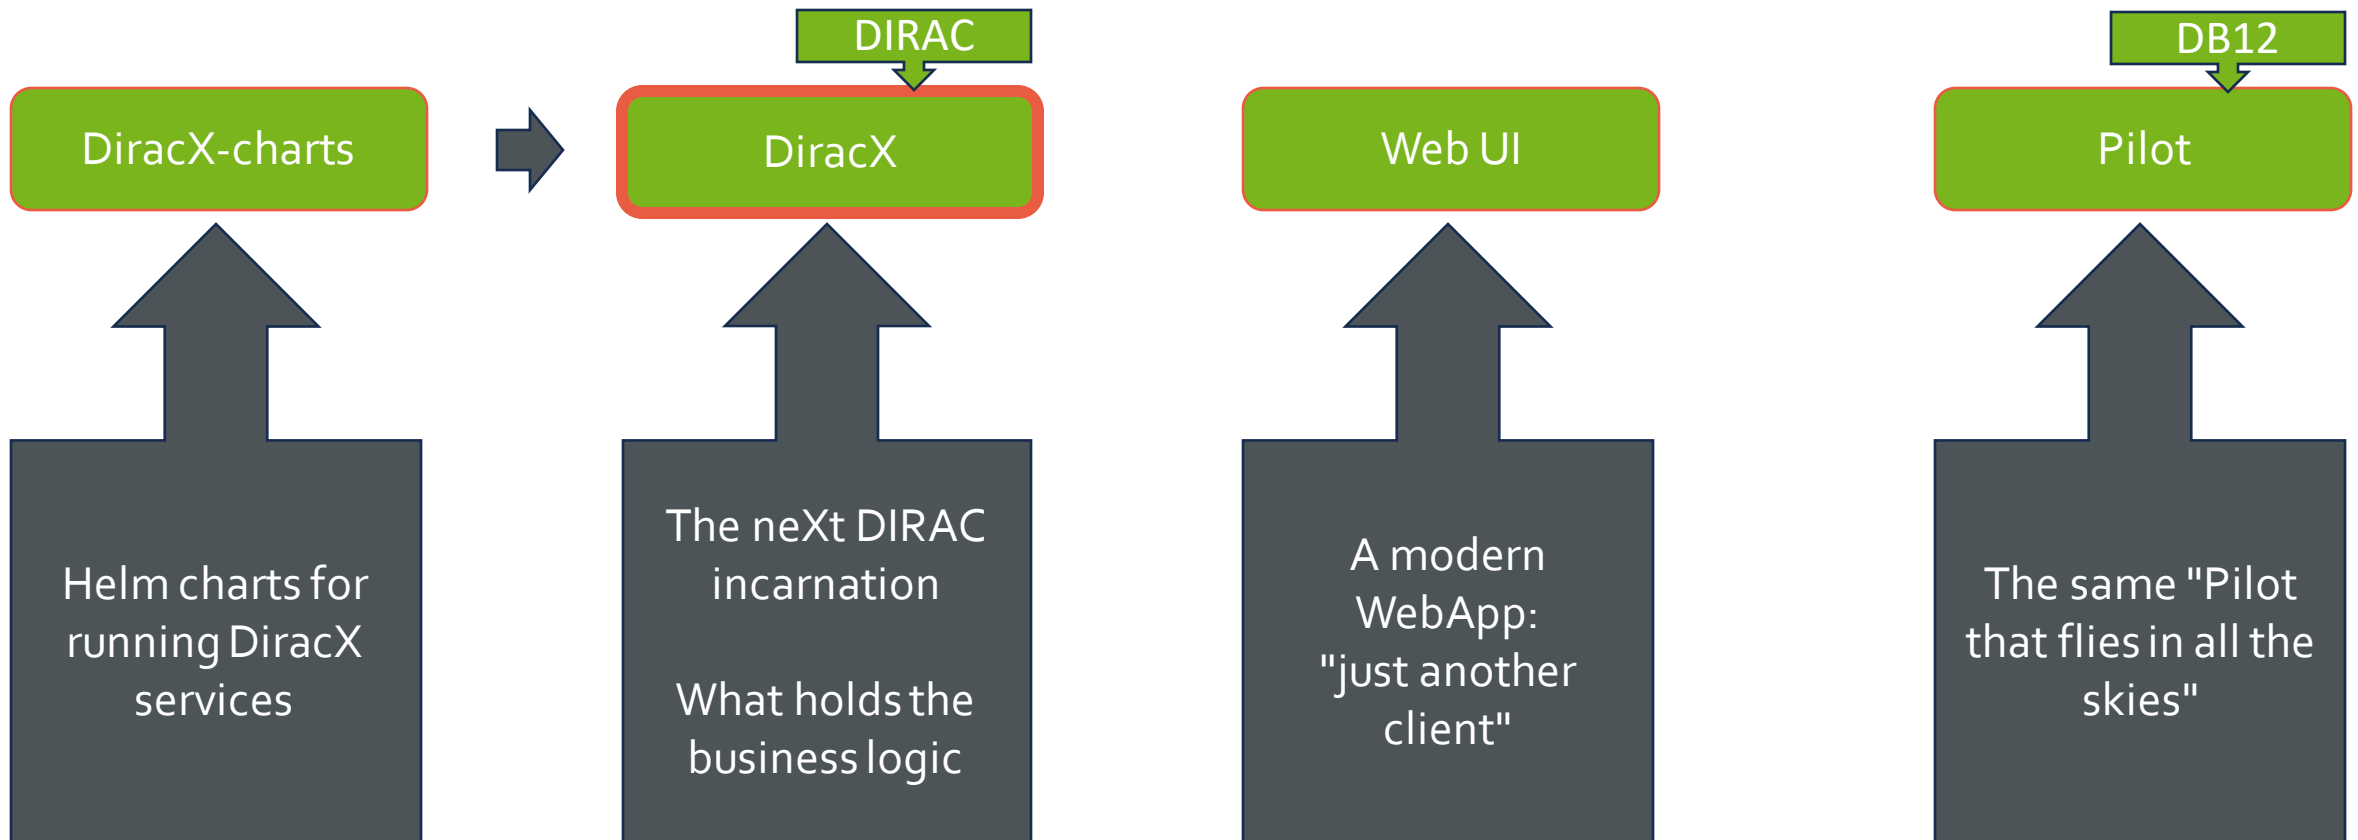 DIRAC
DB12
DiracX-charts
DiracX
Web UI
Pilot
Helm charts for
running DiracX
services
The neXt DIRAC
incarnation
What holds the
business logic
A modern
WebApp:
"just another
client"
The same "Pilot
that flies in all the
skies"